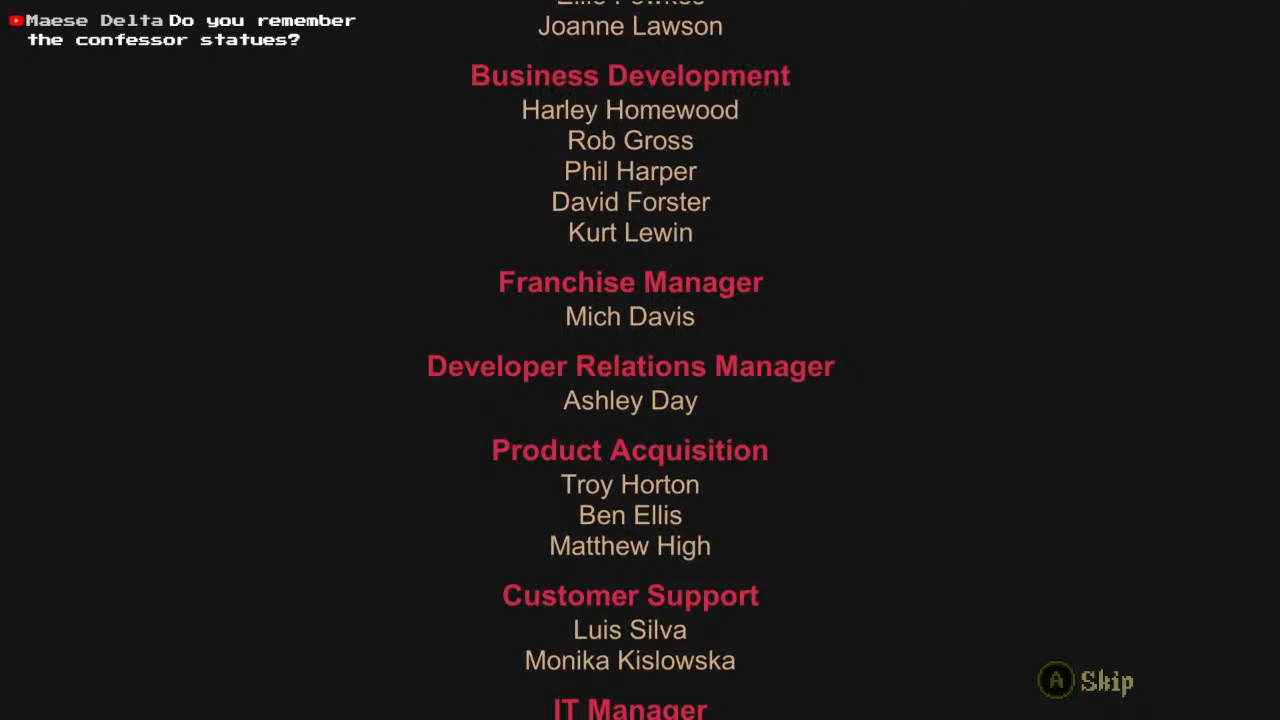 Maese Delta Do you remember
the confessor statues?
Joanne Lawson
Business Development
Harley Homewood
Rob Gross
Phil Harper
David Forster
Kurt Lewin
Franchise Manager
Mich Davis
Developer Relations Manager
Ashley Day
Product Acquisition
Troy Horton
Ben Ellis
Matthew High
Customer Support
Luis Silva
Monika Kislowska
A Skip
IT Manager